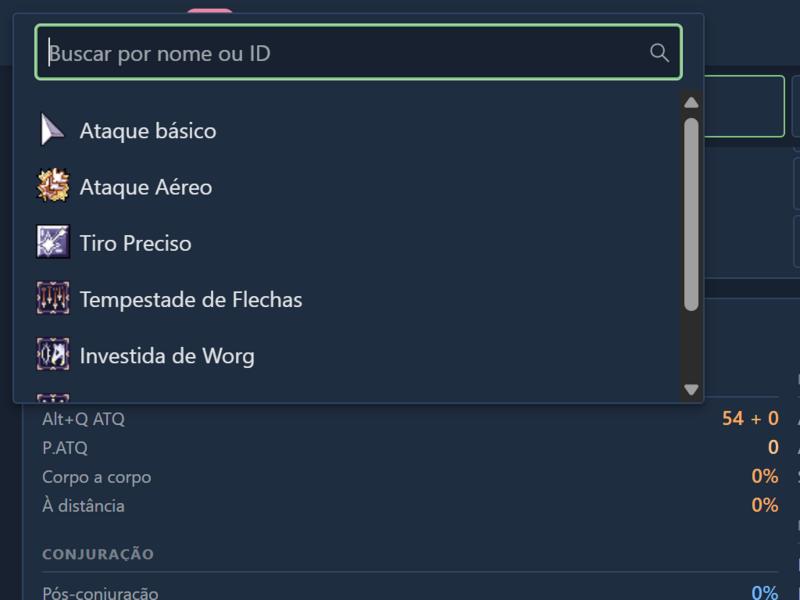 Buscar por nome ou ID
Ataque básico
Ataque Aéreo
Tiro Preciso
Tempestade de Flechas
Investida de Worg
Alt+Q ATQ 54 + 0
P.ATQ 0
Corpo a corpo 0%
À distância 0%
CONJURAÇÃO
Pós-conjuração 0%